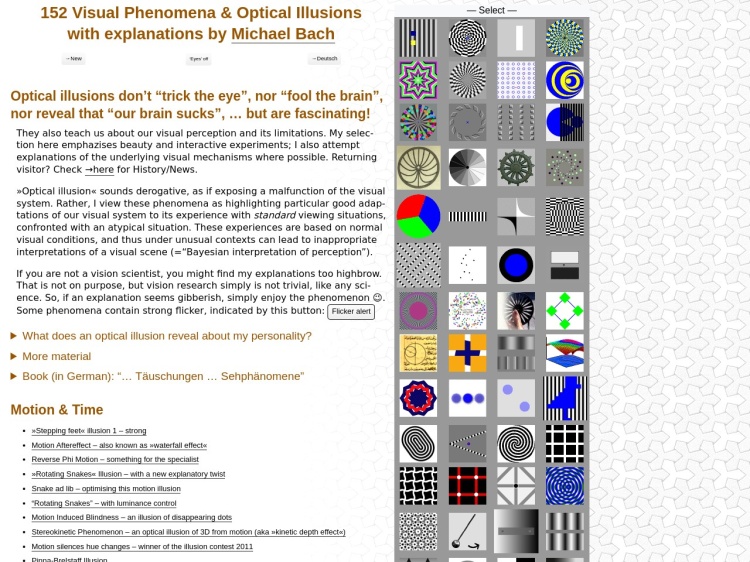 152 Visual Phenomena & Optical Illusions
with explanations by Michael Bach
→New
'Eyes' off
→Deutsch
Optical illusions don’t “trick the eye”, nor “fool the brain”,
nor reveal that “our brain sucks”, … but are fascinating!
They also teach us about our visual perception and its limitations. My selec-
tion here emphazises beauty and interactive experiments; I also attempt
explanations of the underlying visual mechanisms where possible. Returning
visitor? Check →here for History/News.
»Optical illusion« sounds derogative, as if exposing a malfunction of the visual
system. Rather, I view these phenomena as highlighting particular good adap-
tations of our visual system to its experience with standard viewing situations,
confronted with an atypical situation. These experiences are based on normal
visual conditions, and thus under unusual contexts can lead to inappropriate
interpretations of a visual scene (=“Bayesian interpretation of perception”).
If you are not a vision scientist, you might find my explanations too highbrow.
That is not on purpose, but vision research simply is not trivial, like any sci-
ence. So, if an explanation seems gibberish, simply enjoy the phenomenon 😉.
Some phenomena contain strong flicker, indicated by this button: Flicker alert
▶ What does an optical illusion reveal about my personality?
▶ More material
▶ Book (in German): “… Täuschungen … Sehphänomene”
Motion & Time
• »Stepping feet« illusion 1 – strong
• Motion Aftereffect – also known as »waterfall effect«
• Reverse Phi Motion – something for the specialist
• »Rotating Snakes« Illusion – with a new explanatory twist
• Snake ad lib – optimising this motion illusion
• “Rotating Snakes” – with luminance control
• Motion Induced Blindness – an illusion of disappearing dots
• Stereokinetic Phenomenon – an optical illusion of 3D from motion (aka »kinetic depth effect«)
• Motion silences hue changes – winner of the illusion contest 2011
• Pinna-Brelstaff Illusion
— Select —